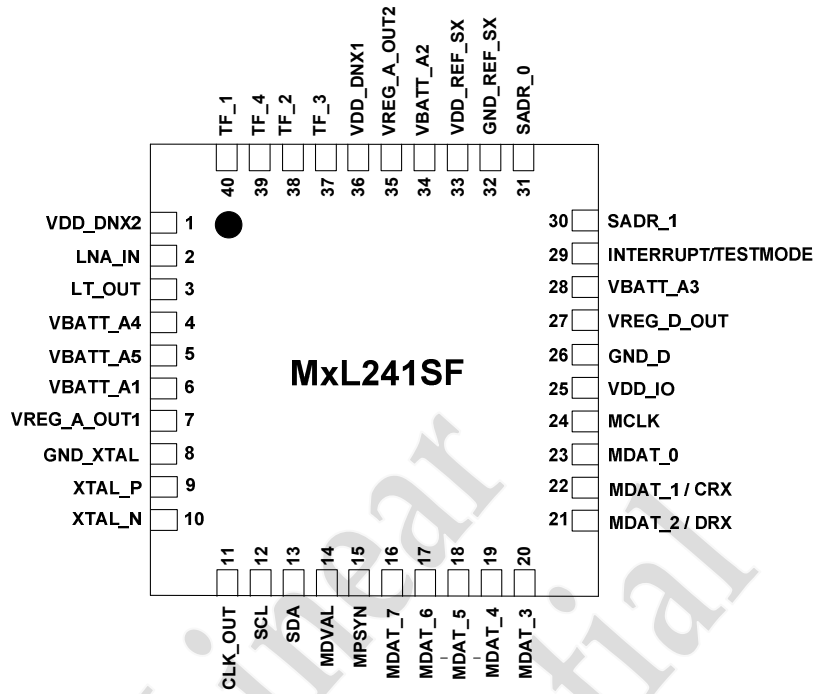 TF_1
TF_4
TF_2
TF_3
VDD_DNX1
VREG_A_OUT2
VBATT_A2
VDD_REF_SX
GND_REF_SX
SADR_0
40
39
38
37
36
35
34
33
32
31
VDD_DNX2 1
LNA_IN 2
LT_OUT 3
VBATT_A4 4
VBATT_A5 5
VBATT_A1 6
VREG_A_OUT1 7
GND_XTAL 8
XTAL_P 9
XTAL_N 10
MxL241SF
30 SADR_1
29 INTERRUPT/TESTMODE
28 VBATT_A3
27 VREG_D_OUT
26 GND_D
25 VDD_IO
24 MCLK
23 MDAT_0
22 MDAT_1 / CRX
21 MDAT_2 / DRX
11
12
13
14
15
16
17
18
19
20
CLK_OUT
SCL
SDA
MDVAL
MPSYN
MDAT_7
MDAT_6
MDAT_5
MDAT_4
MDAT_3